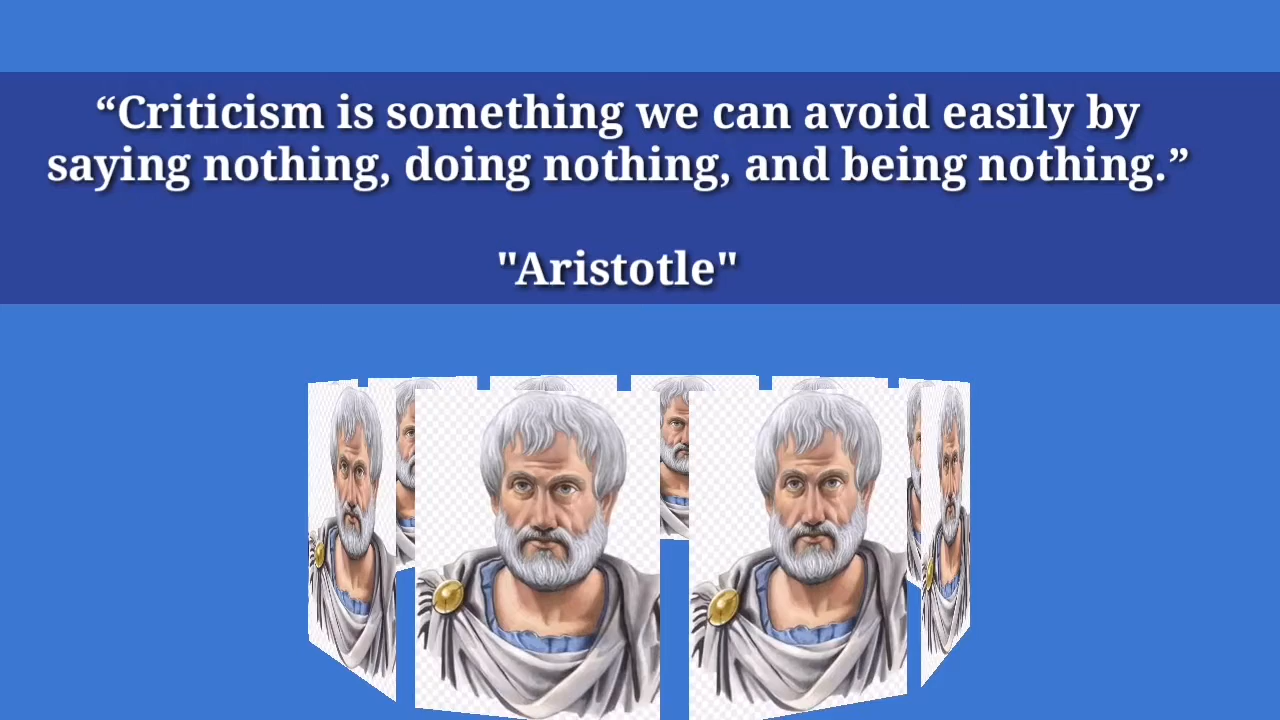 “Criticism is something we can avoid easily by
saying nothing, doing nothing, and being nothing.”
"Aristotle"